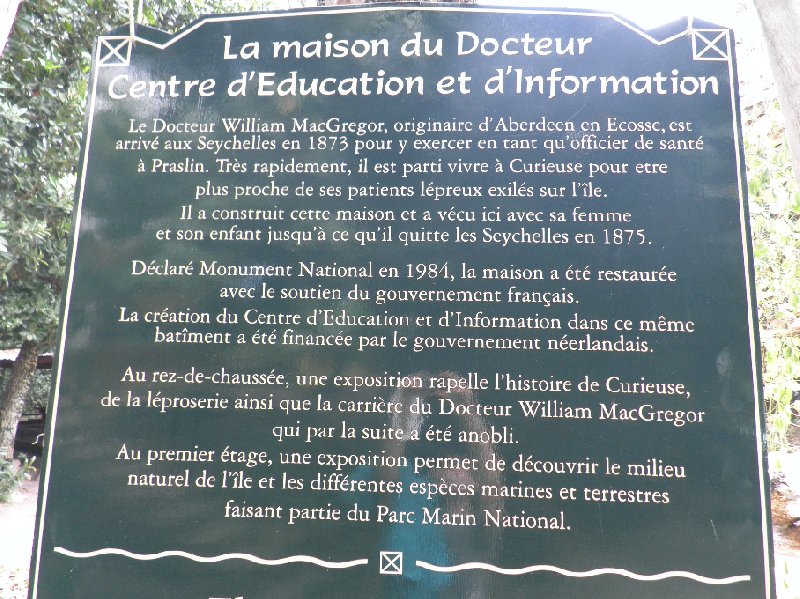 La maison du Docteur
Centre d'Education et d'Information
Le Docteur William MacGregor, originaire d'Aberdeen en Ecosse, est
arrivé aux Seychelles en 1873 pour y exercer en tant qu'officier de santé
à Praslin. Très rapidement, il est parti vivre à Curieuse pour etre
plus proche de ses patients lépreux exilés sur l'île.
Il a construit cette maison et a vécu ici avec sa femme
et son enfant jusqu'à ce qu'il quitte les Seychelles en 1875.
Déclaré Monument National en 1984, la maison a été restaurée
avec le soutien du gouvernement français.
La création du Centre d'Education et d'Information dans ce même
batîment a été financée par le gouvernement néerlandais.
Au rez-de-chaussée, une exposition rapelle l'histoire de Curieuse,
de la léproserie ainsi que la carrière du Docteur William MacGregor
qui par la suite a été anobli.
Au premier étage, une exposition permet de découvrir le milieu
naturel de l'île et les différentes espèces marines et terrestres
faisant partie du Parc Marin National.